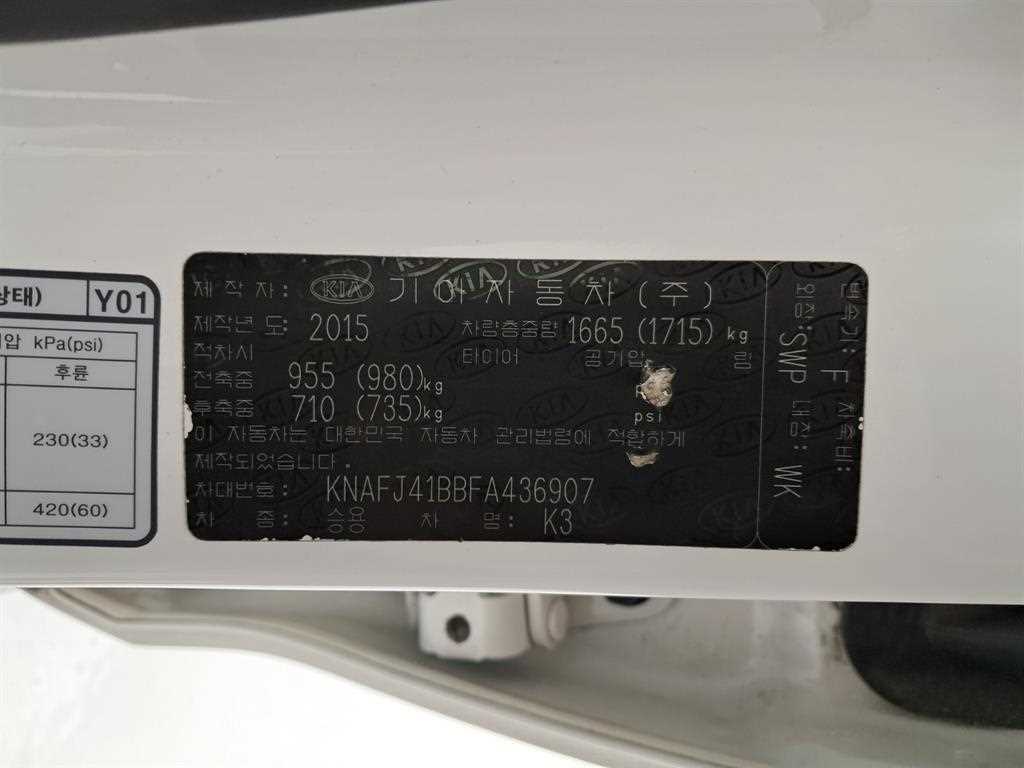 상태) Y01
기압 kPa(psi)
후륜
230(33)
420(60)
제작자: KIA 기아자동차(주)
제작년도: 2015 차량총중량 1665 (1715)kg
적차시 타이어 공기압 림
전축중 955 (980)kg
후축중 710 (735)kg psi
이 자동차는 대한민국 자동차 관리법령에 적합하게
제작되었습니다.
차대번호: KNAFJ41BBFA436907
차 종: 승용 차 명: K3
변속기: F 감축비:
외장: SWP 내장: WK